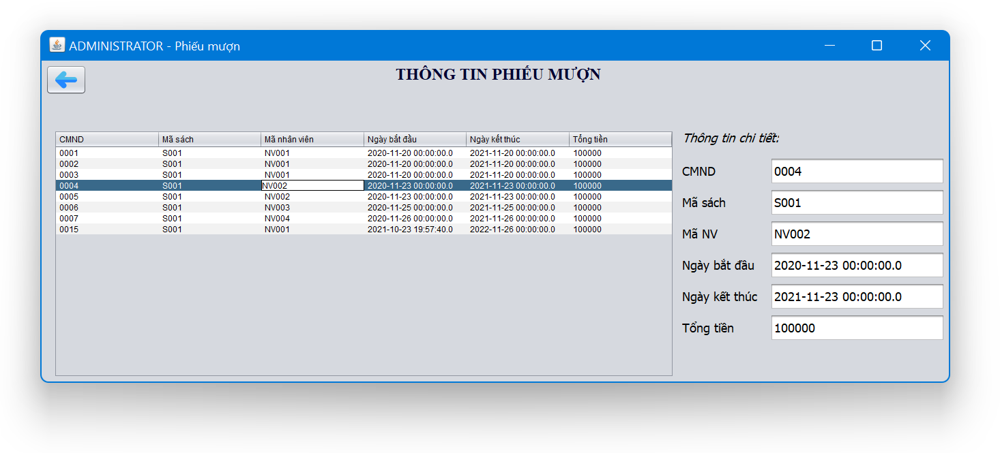 ADMINISTRATOR - Phiếu mượn
THÔNG TIN PHIẾU MƯỢN
CMND Mã sách Mã nhân viên Ngày bắt đầu Ngày kết thúc Tổng tiền
0001 S001 NV001 2020-11-20 00:00:00.0 2021-11-20 00:00:00.0 100000
0002 S001 NV001 2020-11-20 00:00:00.0 2021-11-20 00:00:00.0 100000
0003 S001 NV001 2020-11-20 00:00:00.0 2021-11-20 00:00:00.0 100000
0004 S001 NV002 2020-11-23 00:00:00.0 2021-11-23 00:00:00.0 100000
0005 S001 NV002 2020-11-23 00:00:00.0 2021-11-23 00:00:00.0 100000
0006 S001 NV003 2020-11-25 00:00:00.0 2021-11-25 00:00:00.0 100000
0007 S001 NV004 2020-11-26 00:00:00.0 2021-11-26 00:00:00.0 100000
0015 S001 NV001 2021-10-23 19:57:40.0 2022-11-26 00:00:00.0 100000
Thông tin chi tiết:
CMND 0004
Mã sách S001
Mã NV NV002
Ngày bắt đầu 2020-11-23 00:00:00.0
Ngày kết thúc 2021-11-23 00:00:00.0
Tổng tiền 100000